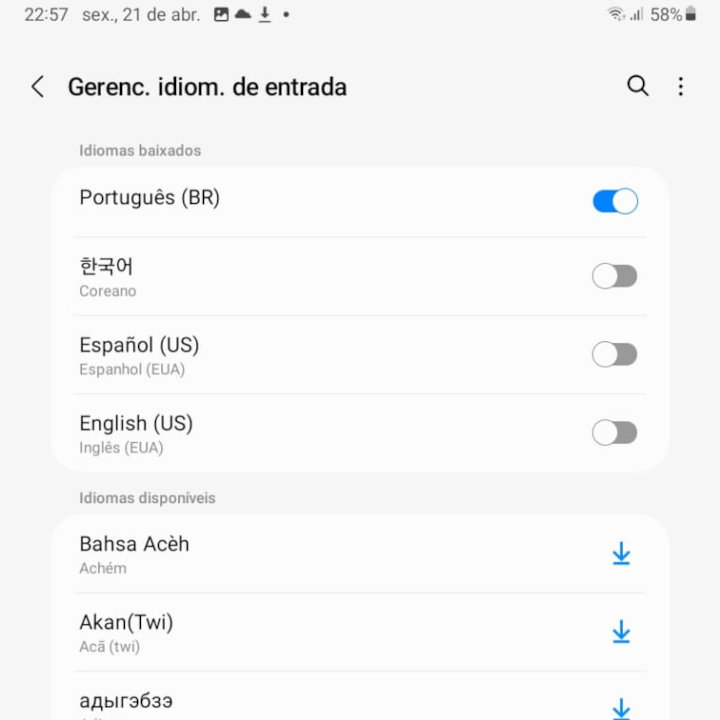 22:57 sex., 21 de abr. 58%
Gerenc. idiom. de entrada
Idiomas baixados
Português (BR)
한국어
Coreano
Español (US)
Espanhol (EUA)
English (US)
Inglês (EUA)
Idiomas disponíveis
Bahsa Acèh
Achém
Akan(Twi)
Acã (twi)
адыгэбзэ